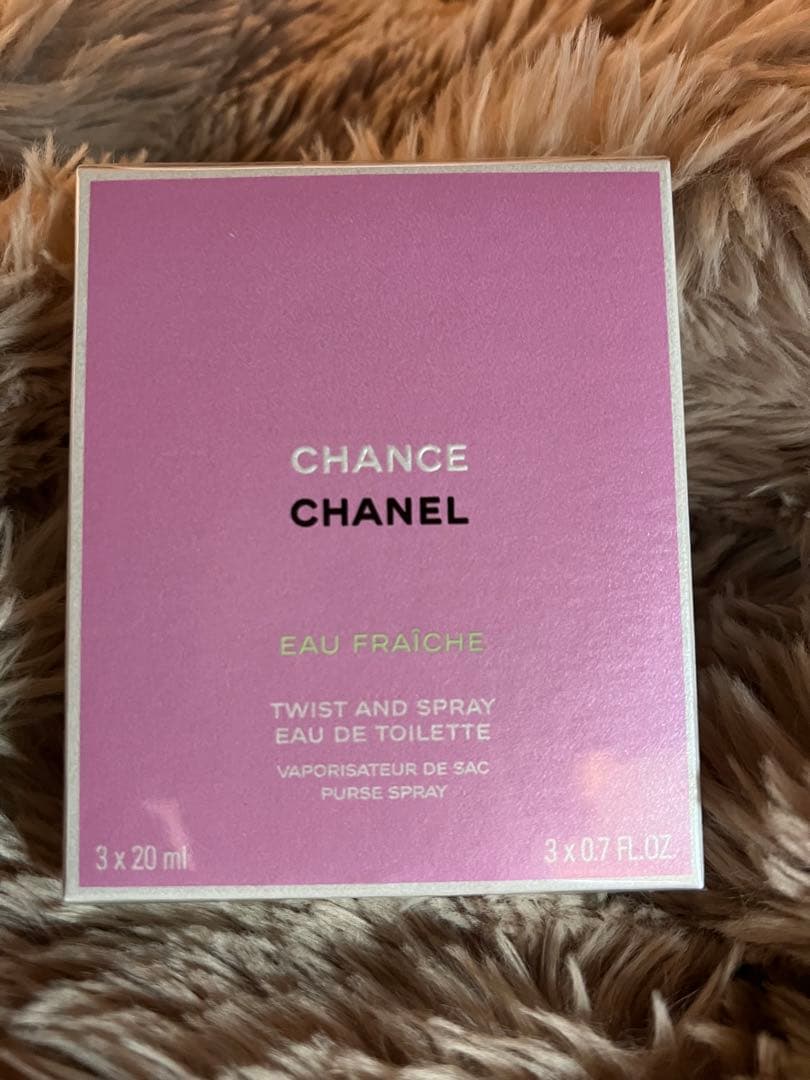 CHANCE
CHANEL
EAU FRAÎCHE
TWIST AND SPRAY
EAU DE TOILETTE
VAPORISATEUR DE SAC
PURSE SPRAY
3 x 20 ml
3 x 0.7 FL.OZ.